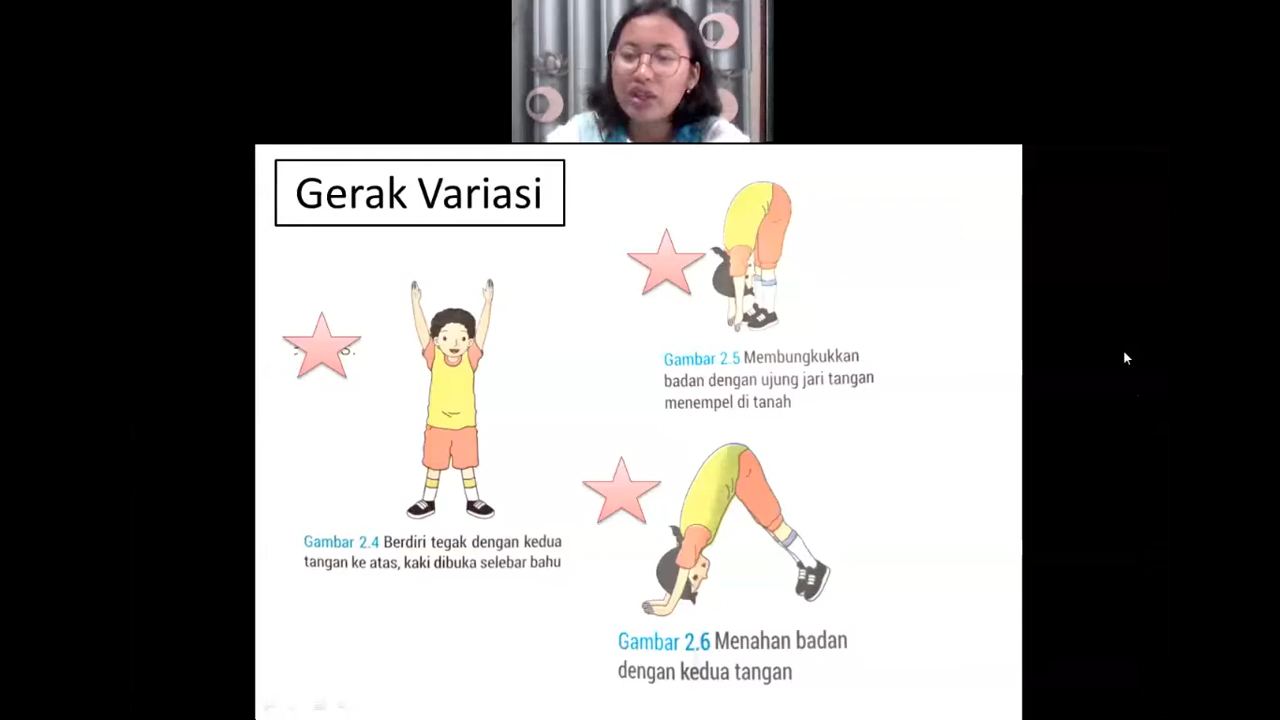 Gerak Variasi
Gambar 2.4 Berdiri tegak dengan kedua
tangan ke atas, kaki dibuka selebar bahu
Gambar 2.5 Membungkukkan
badan dengan ujung jari tangan
menempel di tanah
Gambar 2.6 Menahan badan
dengan kedua tangan